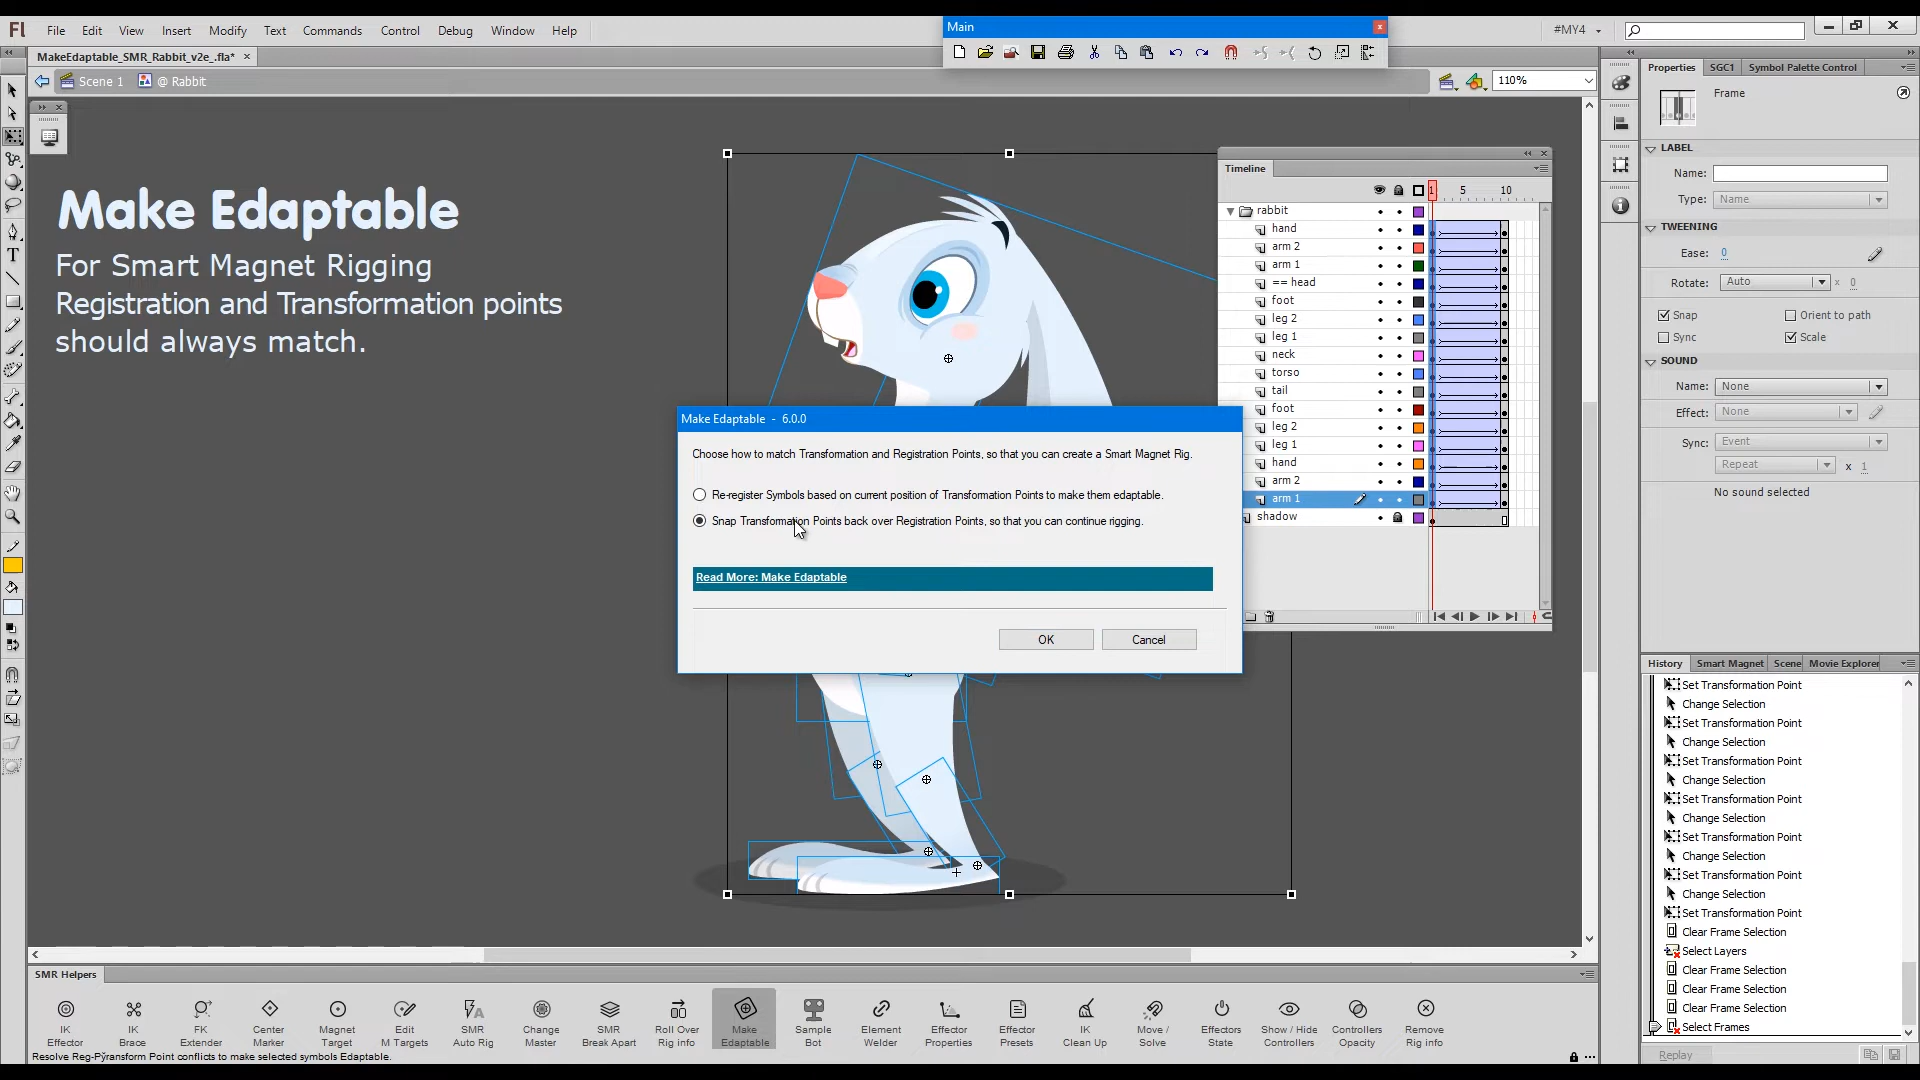 Fl File Edit View Insert Modify Text Commands Control Debug Window Help
Main
#MY4
MakeEdaptable_SMR_Rabbit_v2e_.fla*
Scene 1 @ Rabbit
110%
Make Edaptable
For Smart Magnet Rigging
Registration and Transformation points
should always match.
Timeline
1 5 10
rabbit
hand
arm 2
arm 1
== head
foot
leg 2
leg 1
neck
torso
tail
foot
leg 2
leg 1
hand
arm 2
arm 1
shadow
Make Edaptable - 6.0.0
Choose how to match Transformation and Registration Points, so that you can create a Smart Magnet Rig.
Re-register Symbols based on current position of Transformation Points to make them edaptable.
Snap Transformation Points back over Registration Points, so that you can continue rigging.
Read More: Make Edaptable
OK Cancel
Properties SGC1 Symbol Palette Control
Frame
LABEL
Name:
Type: Name
TWEENING
Ease: 0
Rotate: Auto x 0
Snap Orient to path
Sync Scale
SOUND
Name: None
Effect: None
Sync: Event
Repeat x 1
No sound selected
History Smart Magnet Scene Movie Explorer
Set Transformation Point
Change Selection
Set Transformation Point
Change Selection
Set Transformation Point
Change Selection
Set Transformation Point
Change Selection
Set Transformation Point
Change Selection
Set Transformation Point
Change Selection
Set Transformation Point
Clear Frame Selection
Select Layers
Clear Frame Selection
Clear Frame Selection
Clear Frame Selection
Select Frames
Replay
SMR Helpers
IK Effector
IK Brace
FK Extender
Center Marker
Magnet Target
Edit M Targets
SMR Auto Rig
Change Master
SMR Break Apart
Roll Over Rig info
Make Edaptable
Sample Bot
Element Welder
Effector Properties
Effector Presets
IK Clean Up
Move / Solve
Effectors State
Show / Hide Controllers
Controllers Opacity
Remove Rig info